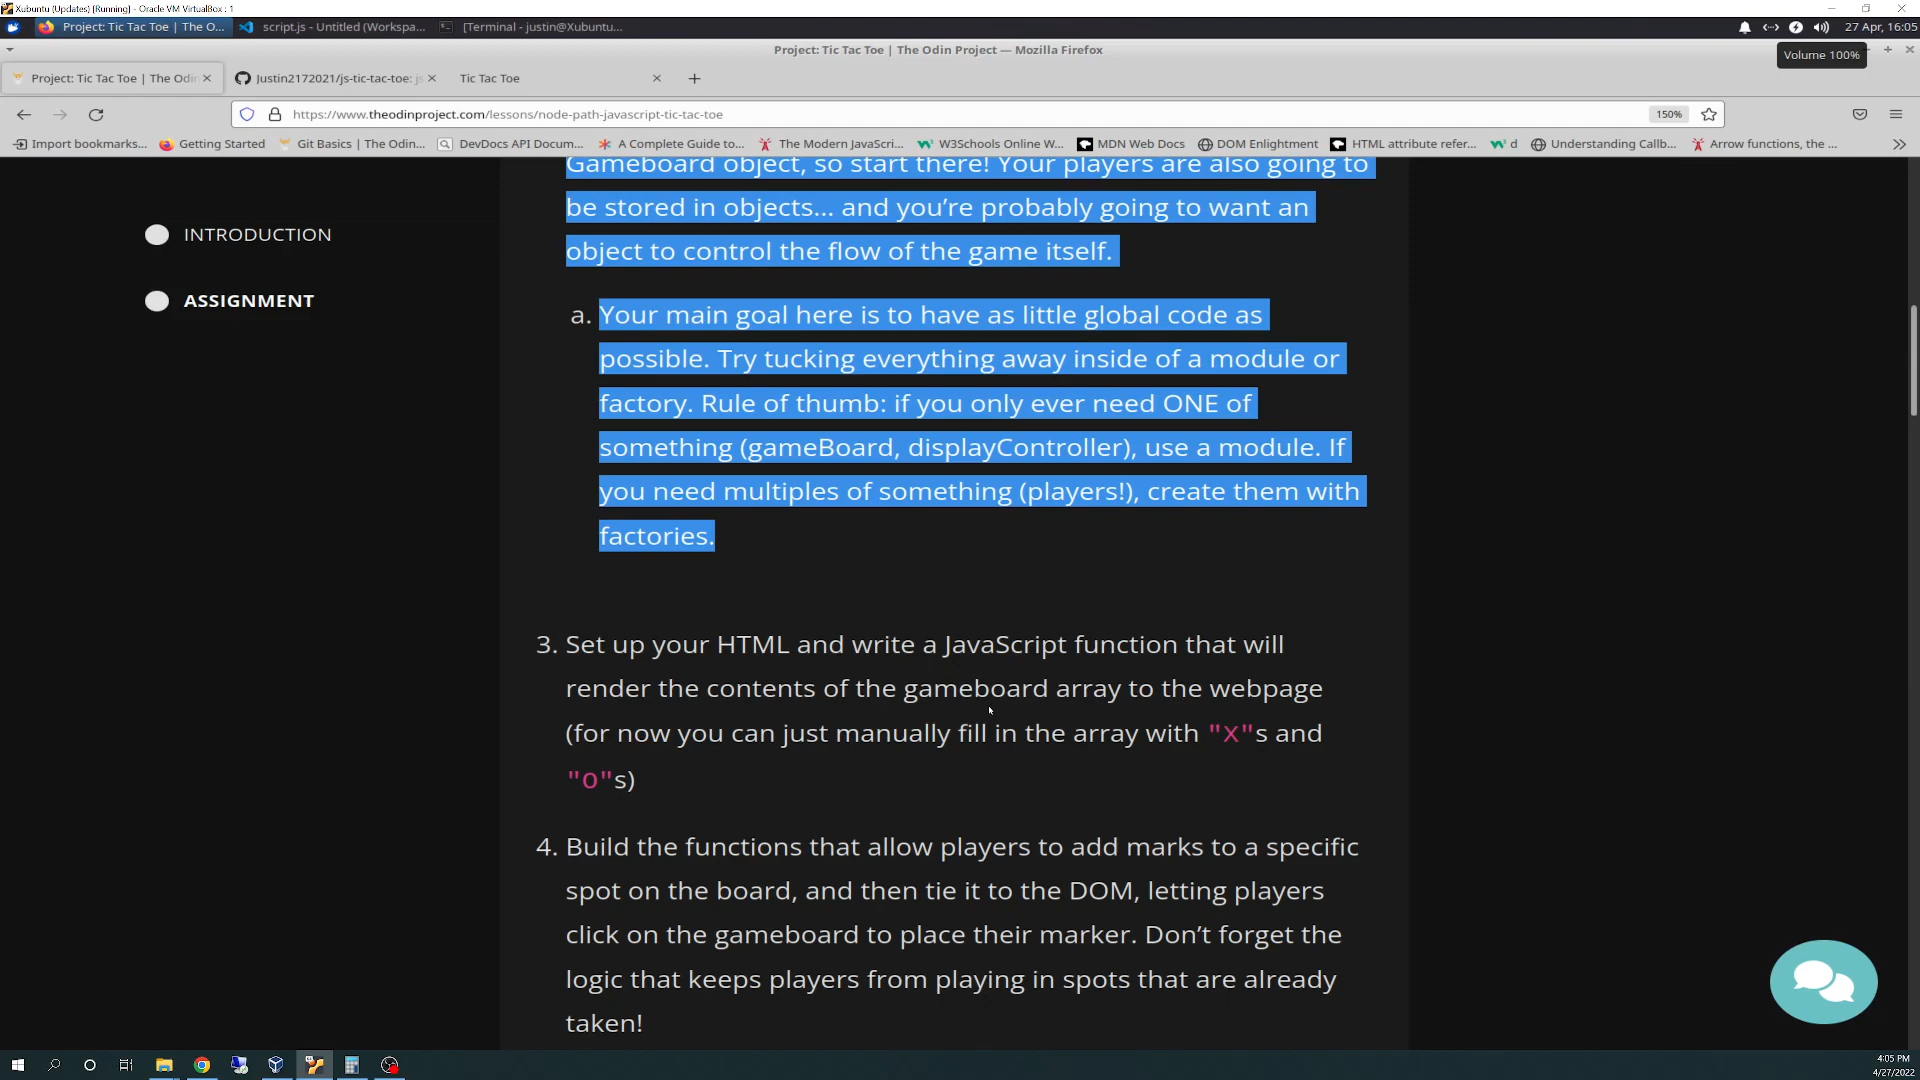 Xubuntu (Updates) [Running] - Oracle VM VirtualBox : 1
Project: Tic Tac Toe | The O...
script.js - Untitled (Workspa...
[Terminal - justin@Xubuntu...
27 Apr, 16:05
Project: Tic Tac Toe | The Odin Project — Mozilla Firefox
Volume 100%
Project: Tic Tac Toe | The Odin
Justin2172021/js-tic-tac-toe: js
Tic Tac Toe
https://www.theodinproject.com/lessons/node-path-javascript-tic-tac-toe
150%
Import bookmarks...
Getting Started
Git Basics | The Odin...
DevDocs API Docum...
A Complete Guide to...
The Modern JavaScri...
W3Schools Online W...
MDN Web Docs
DOM Enlightment
HTML attribute refer...
d
Understanding Callb...
Arrow functions, the ...
INTRODUCTION
ASSIGNMENT
Gameboard object, so start there! Your players are also going to
be stored in objects… and you’re probably going to want an
object to control the flow of the game itself.
a. Your main goal here is to have as little global code as
possible. Try tucking everything away inside of a module or
factory. Rule of thumb: if you only ever need ONE of
something (gameBoard, displayController), use a module. If
you need multiples of something (players!), create them with
factories.
3. Set up your HTML and write a JavaScript function that will
render the contents of the gameboard array to the webpage
(for now you can just manually fill in the array with "X"s and
"O"s)
4. Build the functions that allow players to add marks to a specific
spot on the board, and then tie it to the DOM, letting players
click on the gameboard to place their marker. Don’t forget the
logic that keeps players from playing in spots that are already
taken!
4:05 PM
4/27/2022